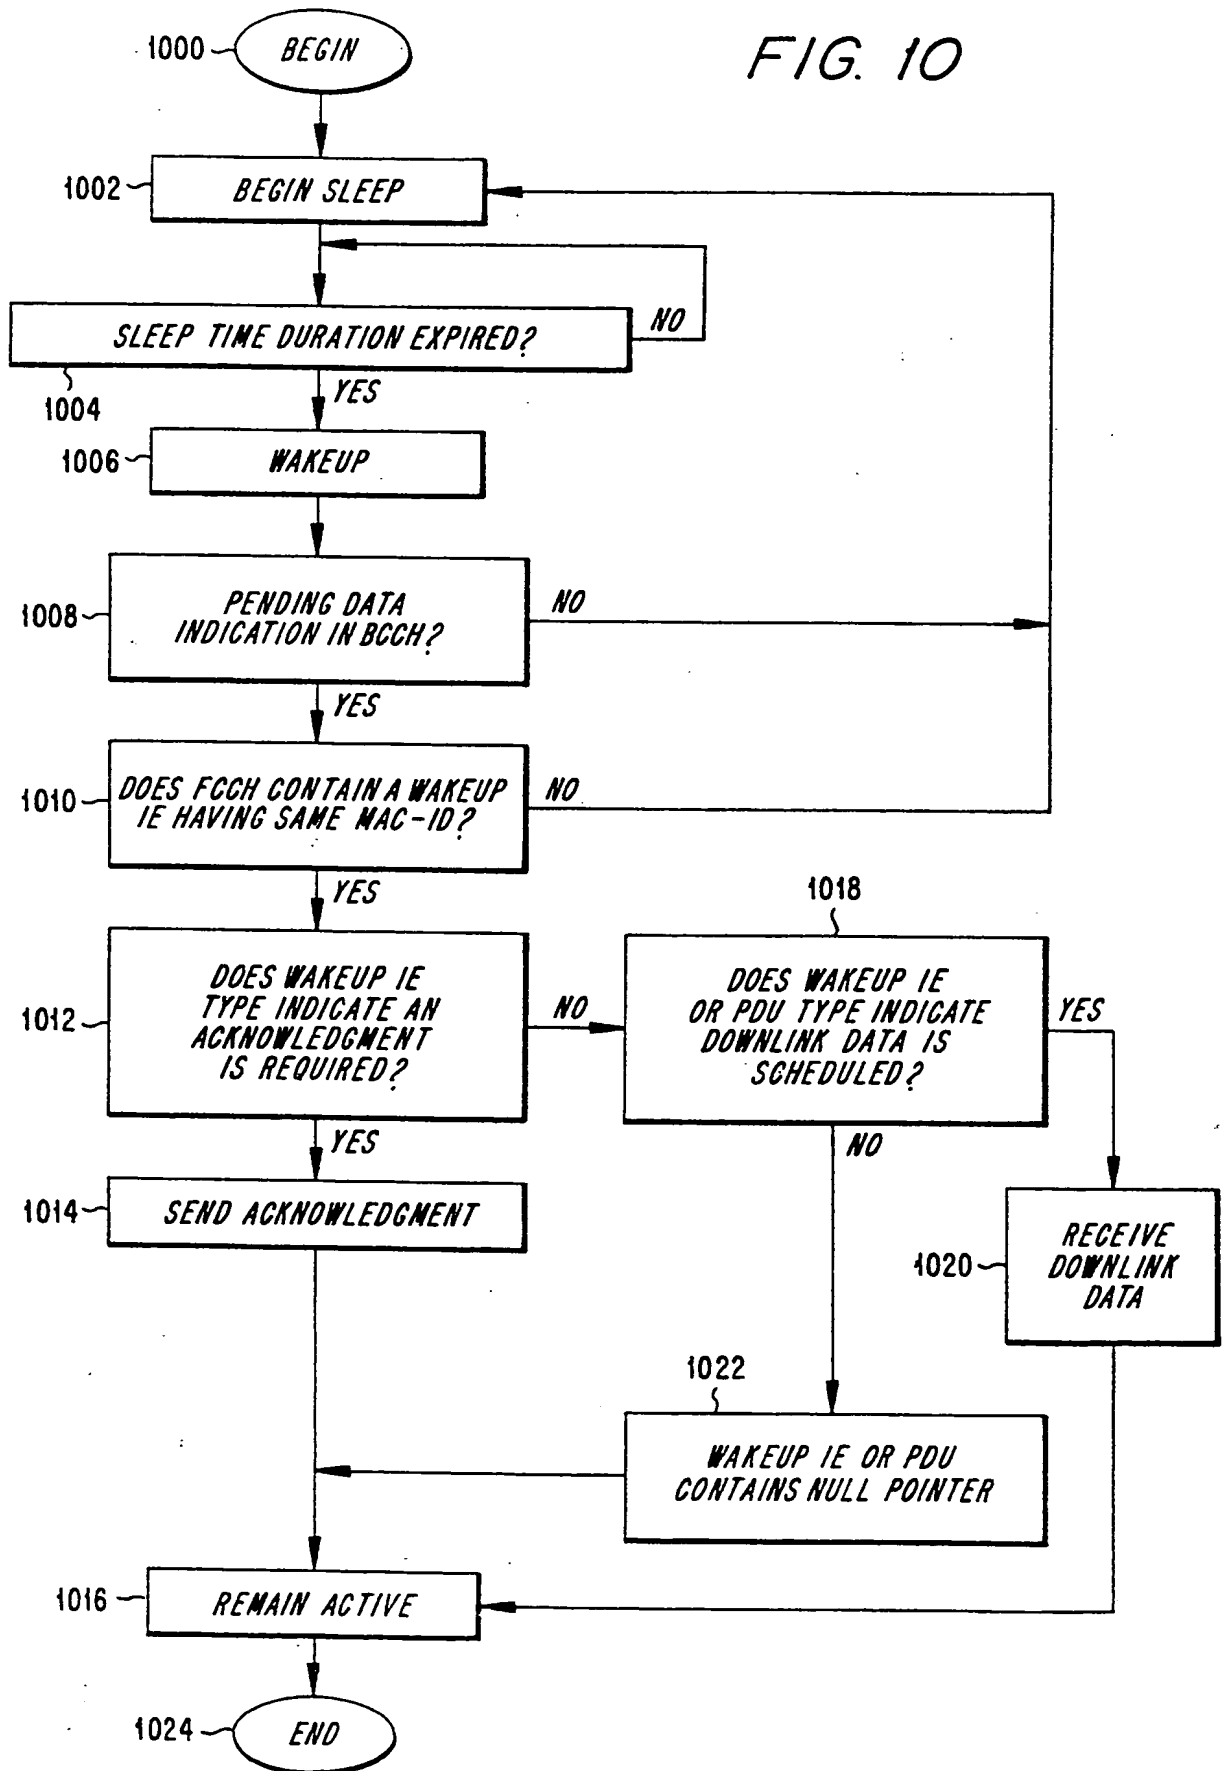 FIG. 10
1000
BEGIN
1002
BEGIN SLEEP
SLEEP TIME DURATION EXPIRED?
NO
1004
YES
1006
WAKEUP
1008
PENDING DATA
INDICATION IN BCCH?
NO
YES
1010
DOES FCCH CONTAIN A WAKEUP
IE HAVING SAME MAC-ID?
NO
YES
1012
DOES WAKEUP IE
TYPE INDICATE AN
ACKNOWLEDGMENT
IS REQUIRED?
NO
1018
DOES WAKEUP IE
OR PDU TYPE INDICATE
DOWNLINK DATA IS
SCHEDULED?
YES
YES
NO
1014
SEND ACKNOWLEDGMENT
1020
RECEIVE
DOWNLINK
DATA
1022
WAKEUP IE OR PDU
CONTAINS NULL POINTER
1016
REMAIN ACTIVE
1024
END